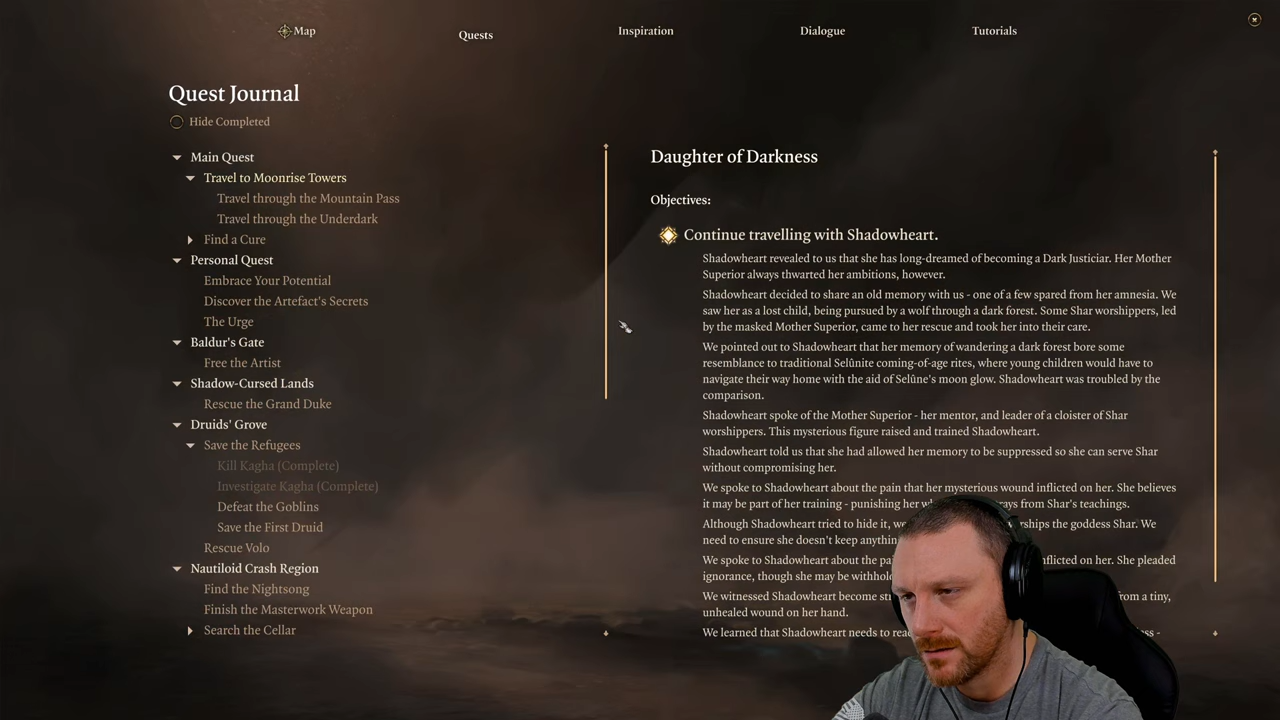 Map
Quests
Inspiration
Dialogue
Tutorials
Quest Journal
Hide Completed
Main Quest
Travel to Moonrise Towers
Travel through the Mountain Pass
Travel through the Underdark
Find a Cure
Personal Quest
Embrace Your Potential
Discover the Artefact's Secrets
The Urge
Baldur's Gate
Free the Artist
Shadow-Cursed Lands
Rescue the Grand Duke
Druids' Grove
Save the Refugees
Kill Kagha (Complete)
Investigate Kagha (Complete)
Defeat the Goblins
Save the First Druid
Rescue Volo
Nautiloid Crash Region
Find the Nightsong
Finish the Masterwork Weapon
Search the Cellar
Daughter of Darkness
Objectives:
Continue travelling with Shadowheart.
Shadowheart revealed to us that she has long-dreamed of becoming a Dark Justiciar. Her Mother
Superior always thwarted her ambitions, however.
Shadowheart decided to share an old memory with us - one of a few spared from her amnesia. We
saw her as a lost child, being pursued by a wolf through a dark forest. Some Shar worshippers, led
by the masked Mother Superior, came to her rescue and took her into their care.
We pointed out to Shadowheart that her memory of wandering a dark forest bore some
resemblance to traditional Selûnite coming-of-age rites, where young children would have to
navigate their way home with the aid of Selûne's moon glow. Shadowheart was troubled by the
comparison.
Shadowheart spoke of the Mother Superior - her mentor, and leader of a cloister of Shar
worshippers. This mysterious figure raised and trained Shadowheart.
Shadowheart told us that she had allowed her memory to be suppressed so she can serve Shar
without compromising her.
We spoke to Shadowheart about the pain that her mysterious wound inflicted on her. She believes
it may be part of her training - punishing her from Shar's teachings.
Although Shadowheart tried to hide it, the goddess Shar. We
need to ensure she doesn't keep
We spoke to Shadowheart about the inflicted on her. She pleaded
ignorance, though she may be
We witnessed Shadowheart become from a tiny,
unhealed wound on her hand.
We learned that Shadowheart needs to